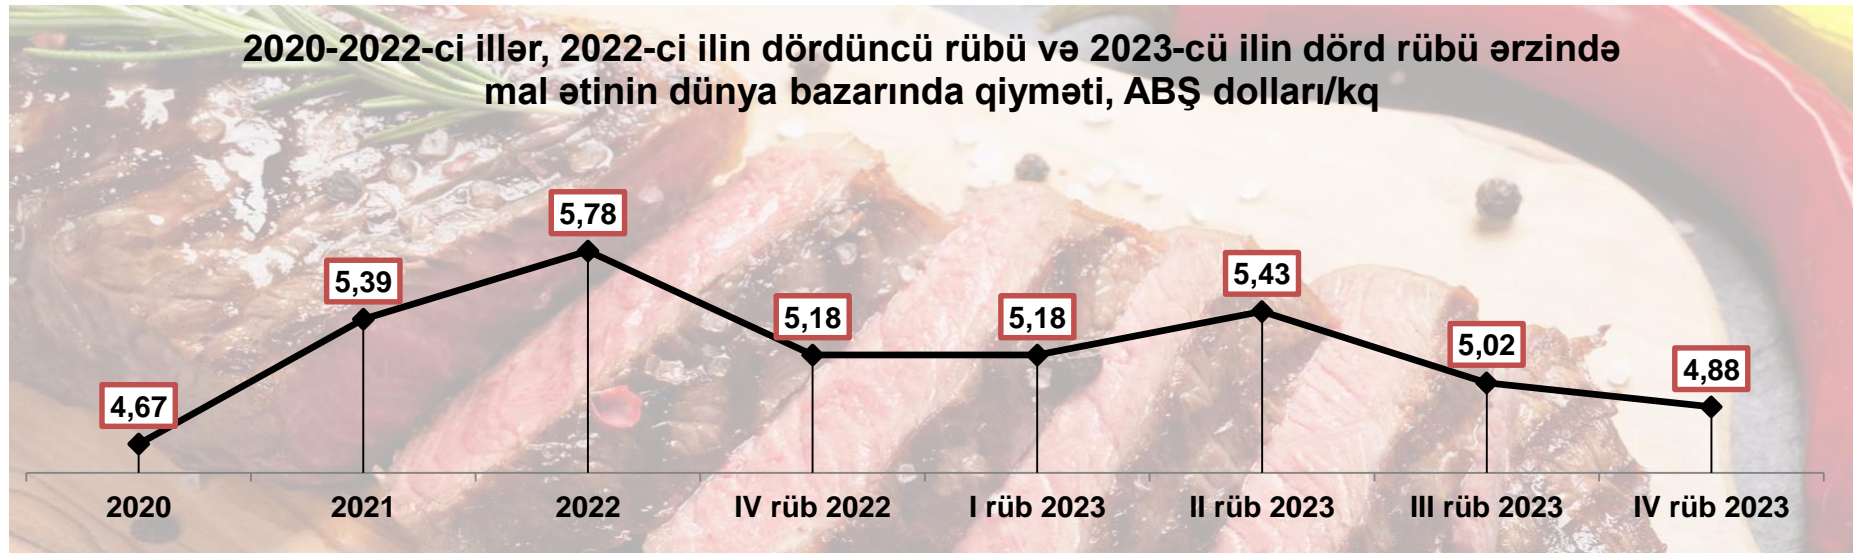 2020-2022-ci illər, 2022-ci ilin dördüncü rübü və 2023-cü ilin dörd rübü ərzində
mal ətinin dünya bazarında qiyməti, ABŞ dolları/kq
4,67
5,39
5,78
5,18
5,18
5,43
5,02
4,88
2020
2021
2022
IV rüb 2022
I rüb 2023
II rüb 2023
III rüb 2023
IV rüb 2023